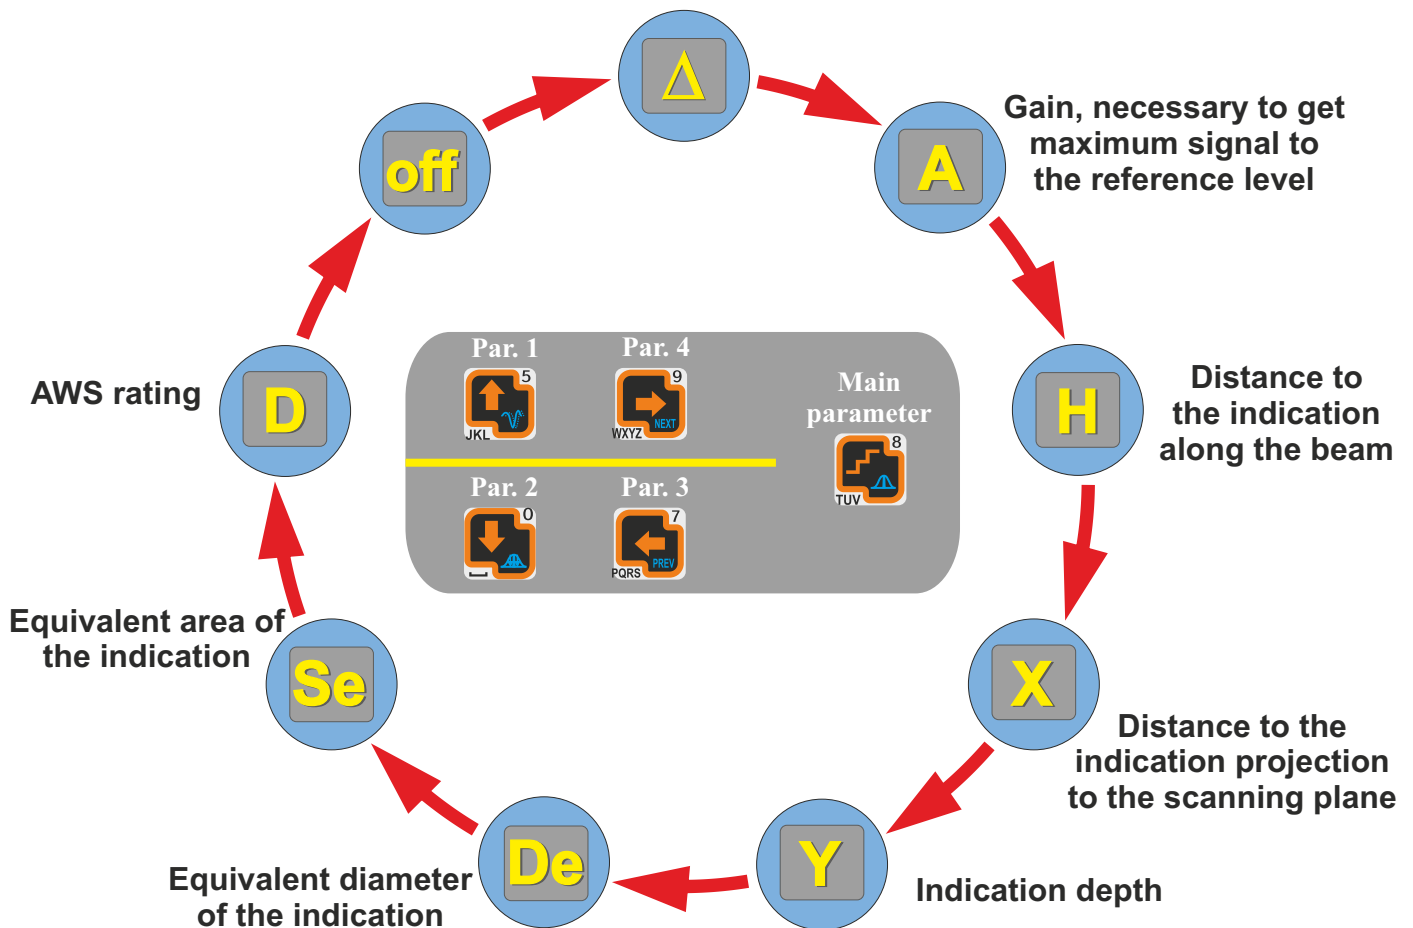 Δ
A
Gain, necessary to get
maximum signal to
the reference level
off
H
Distance to
the indication
along the beam
AWS rating
D
Par. 1
5
JKL
Par. 4
9
NEXT
WXYZ
Main
parameter
8
TUV
Par. 2
0
Par. 3
7
PREV
PQRS
X
Distance to the
indication projection
to the scanning plane
Equivalent area of
the indication
Se
Y
Indication depth
De
Equivalent diameter
of the indication